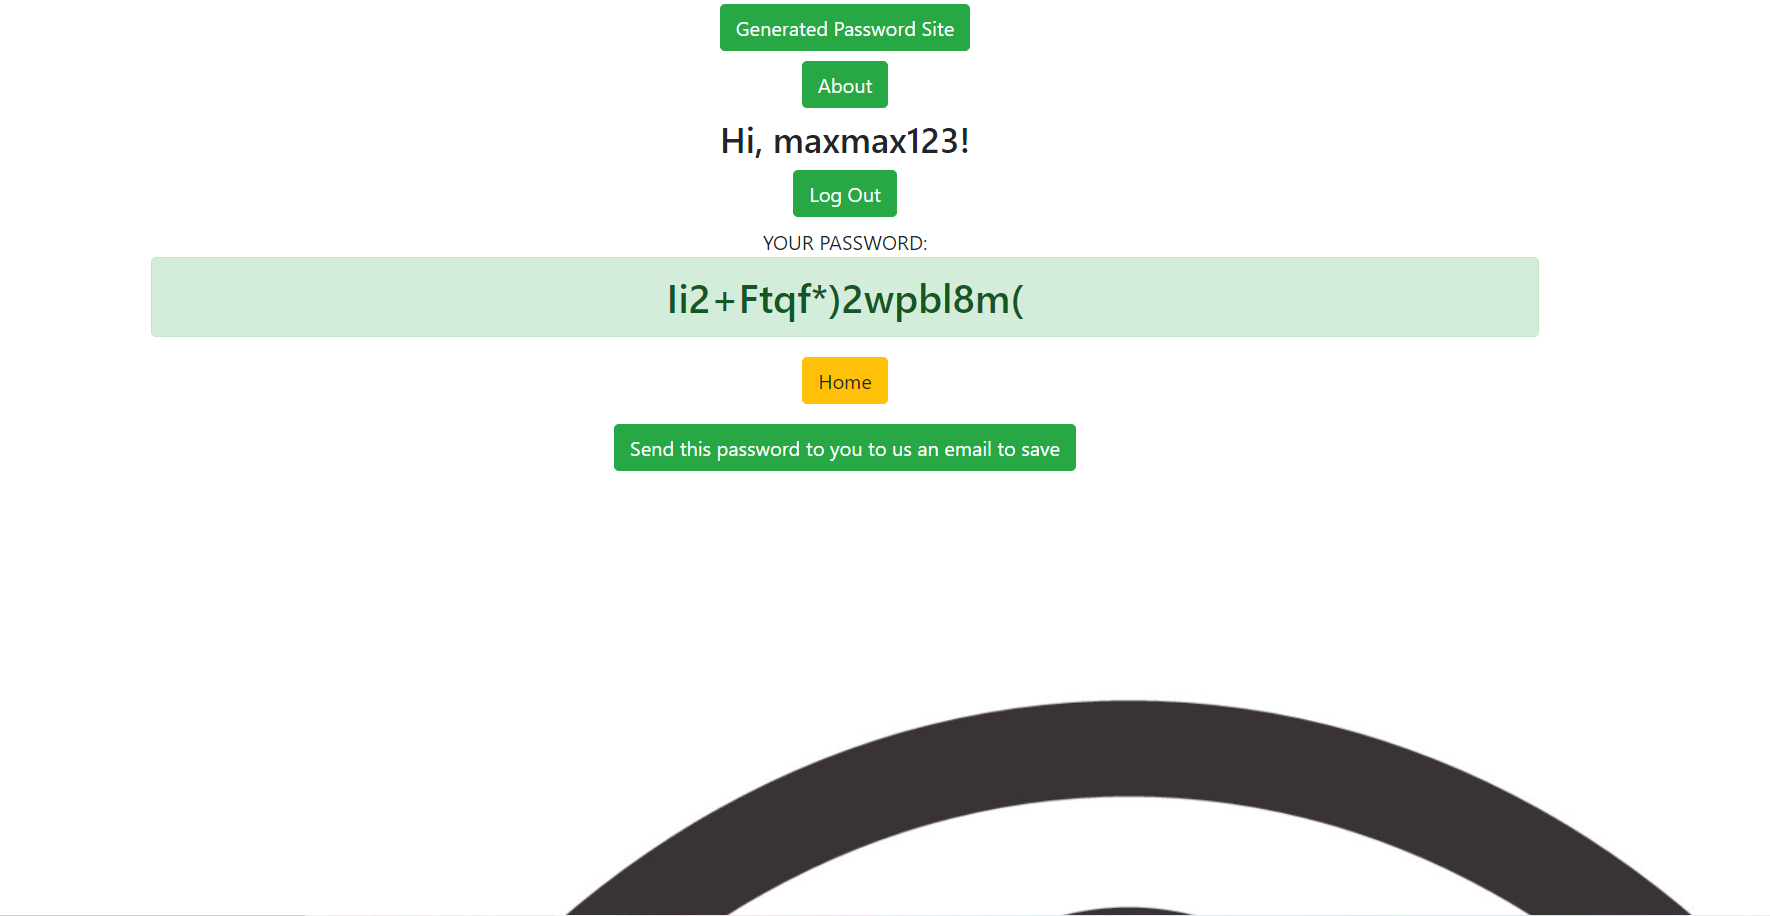 Generated Password Site
About
Hi, maxmax123!
Log Out
YOUR PASSWORD:
Ii2+Ftqf*)2wpbl8m(
Home
Send this password to you to us an email to save